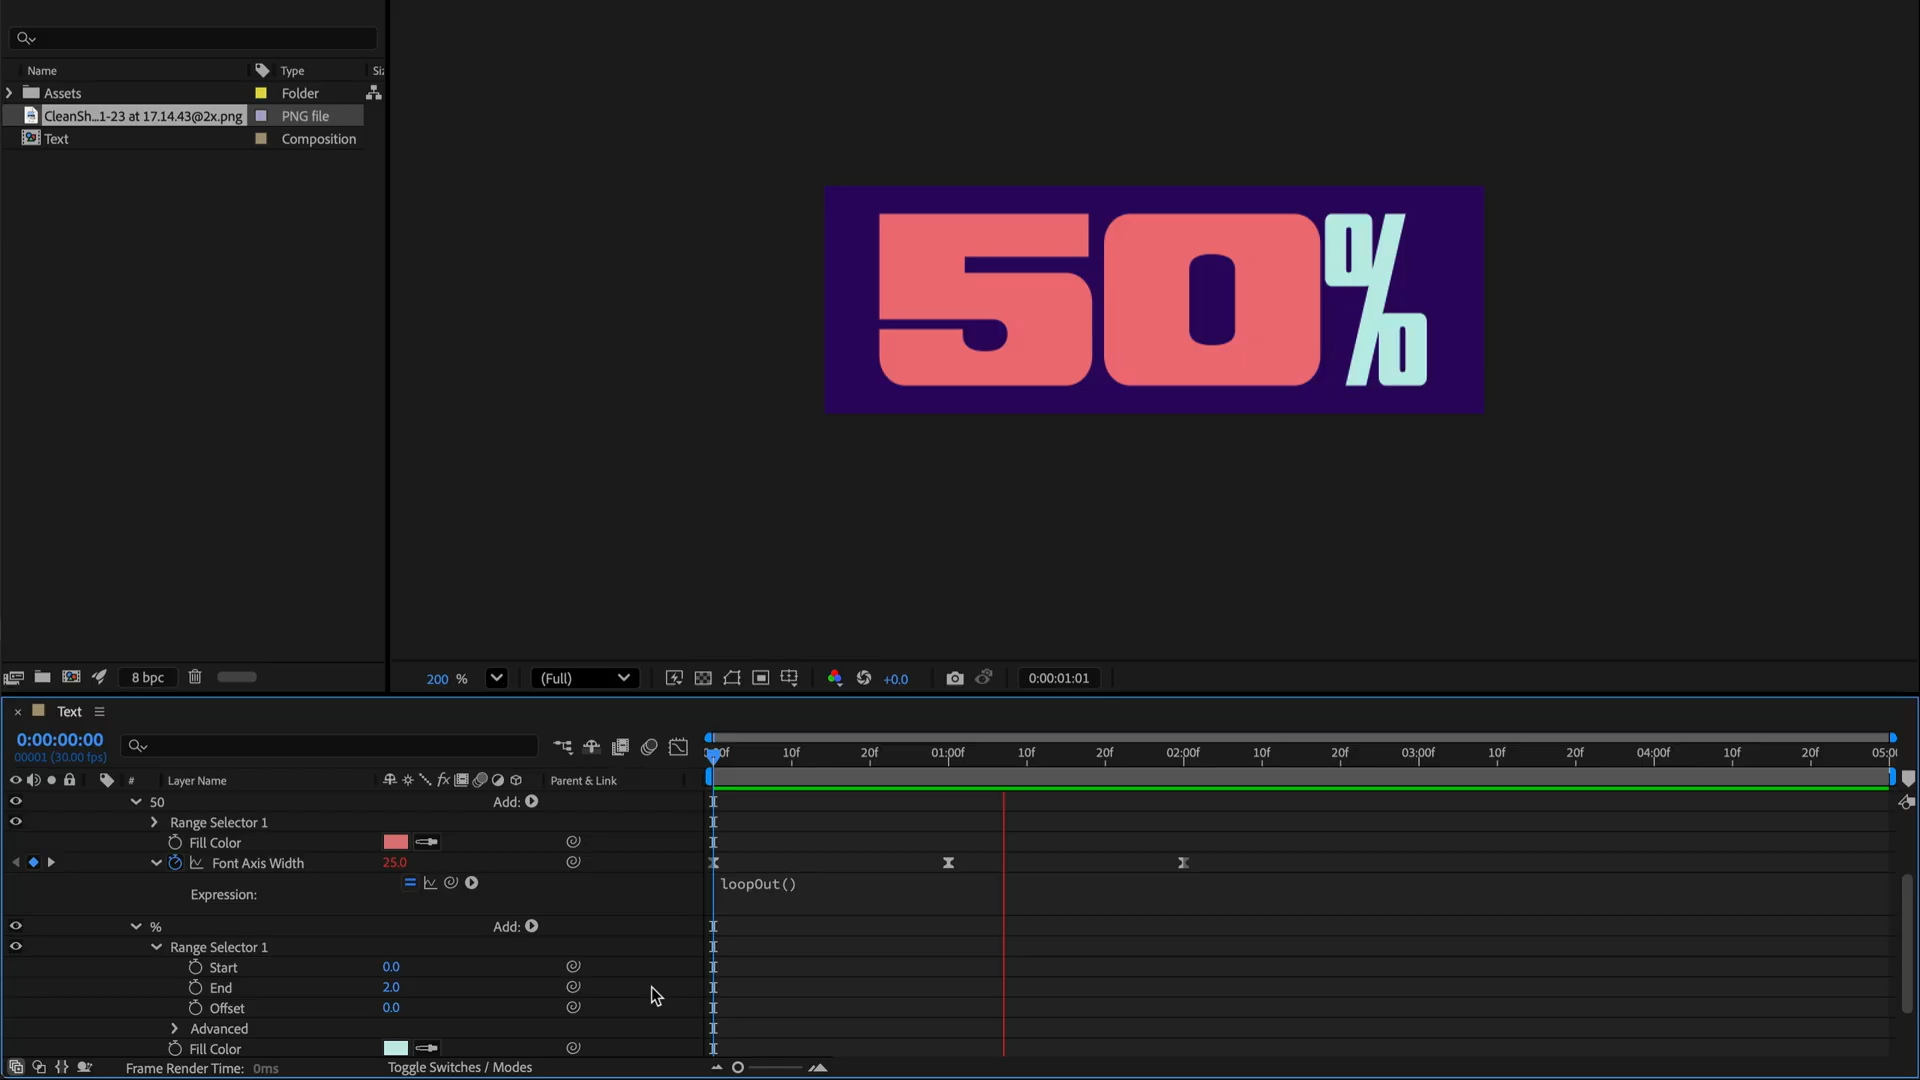 Name Type Siz
Assets Folder
CleanSh...1-23 at 17.14.43@2x.png PNG file
Text Composition
50%
8 bpc
200 % (Full) +0.0 0:00:01:01
Text
0:00:00:00
00001 (30.00 fps)
10f 20f 01:00f 10f 20f 02:00f 10f 20f 03:00f 10f 20f 04:00f 10f 20f 05:00
# Layer Name fx Parent & Link
50 Add:
Range Selector 1
Fill Color
Font Axis Width 25.0
Expression: loopOut()
% Add:
Range Selector 1
Start 0.0
End 2.0
Offset 0.0
Advanced
Fill Color
Frame Render Time: 0ms Toggle Switches / Modes